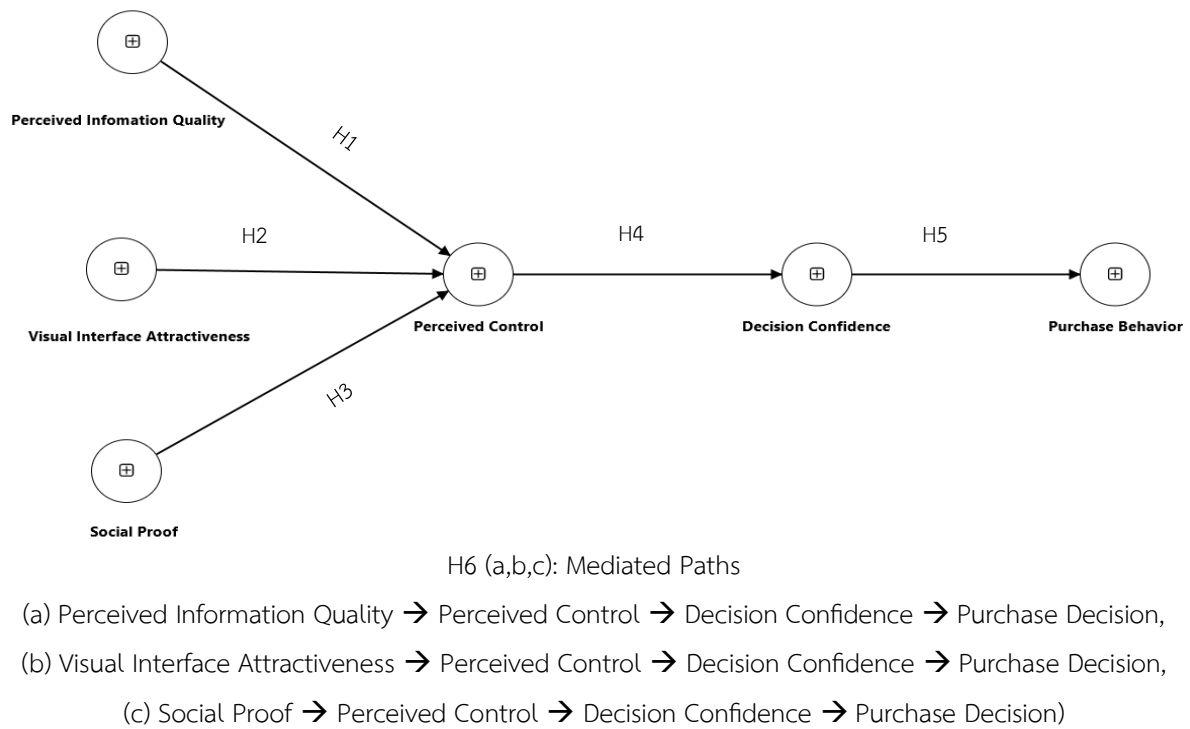 Perceived Infomation Quality
H1
H2
Visual Interface Attractiveness
H3
Social Proof
Perceived Control
H4
Decision Confidence
H5
Purchase Behavior
H6 (a,b,c): Mediated Paths
(a) Perceived Information Quality → Perceived Control → Decision Confidence → Purchase Decision,
(b) Visual Interface Attractiveness → Perceived Control → Decision Confidence → Purchase Decision,
(c) Social Proof → Perceived Control → Decision Confidence → Purchase Decision)